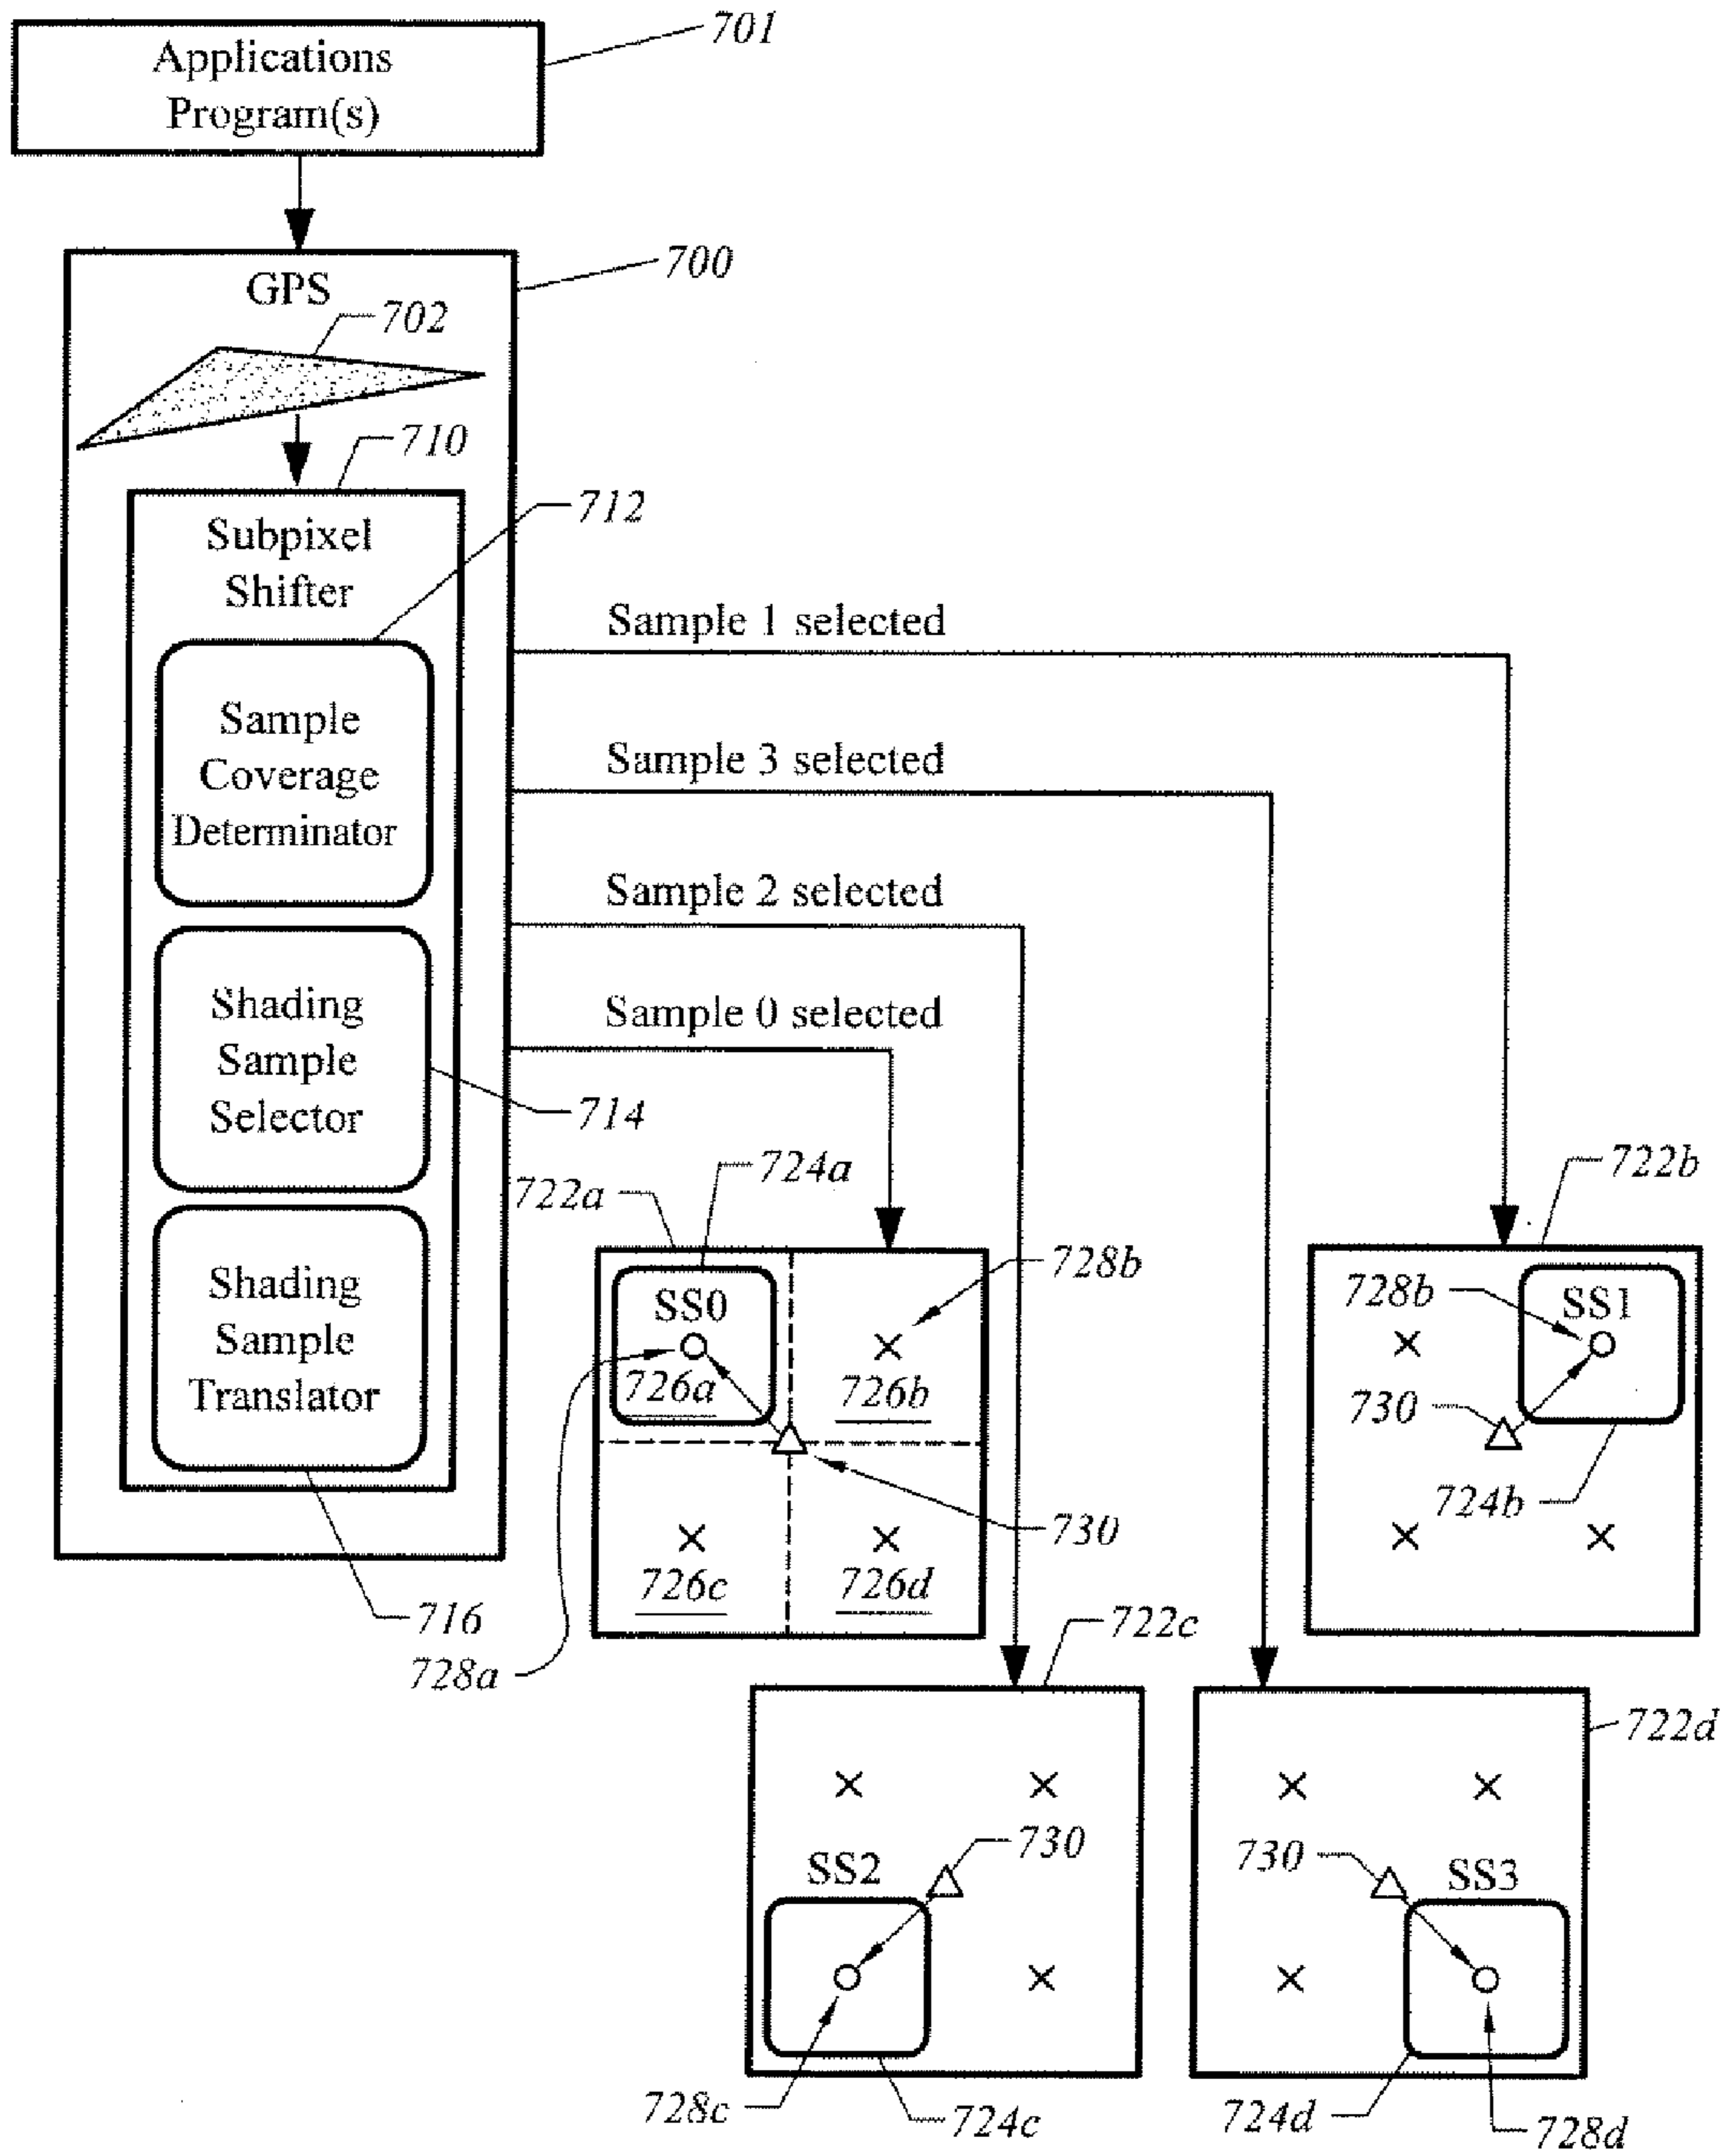 701
Applications
Program(s)
700
GPS
702
710
712
Subpixel
Shifter
Sample
Coverage
Determinator
Shading
Sample
Selector
714
Shading
Sample
Translator
716
Sample 1 selected
Sample 3 selected
Sample 2 selected
Sample 0 selected
722a
724a
728b
SS0
726a
726b
726c
726d
730
728a
722b
728b
SS1
730
724b
722c
730
SS2
728c
724c
722d
730
SS3
724d
728d